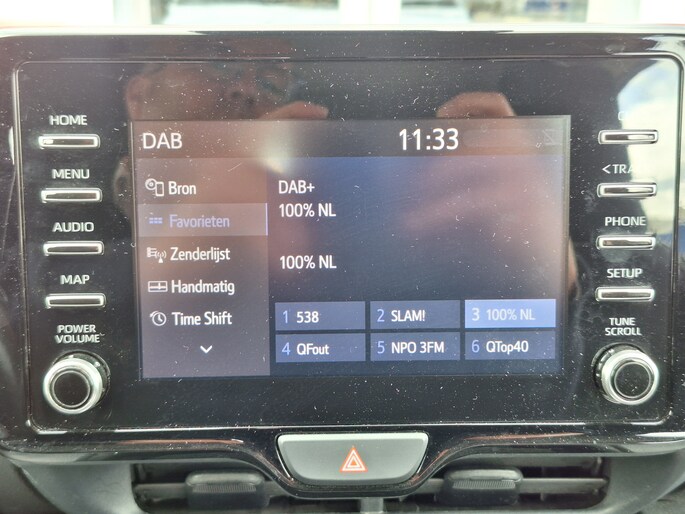 DAB
11:33
HOME
MENU
AUDIO
MAP
POWER
VOLUME
Bron
Favorieten
Zenderlijst
Handmatig
Time Shift
DAB+
100% NL
100% NL
1 538
2 SLAM!
3 100% NL
4 QFout
5 NPO 3FM
6 QTop40
PHONE
SETUP
TUNE
SCROLL